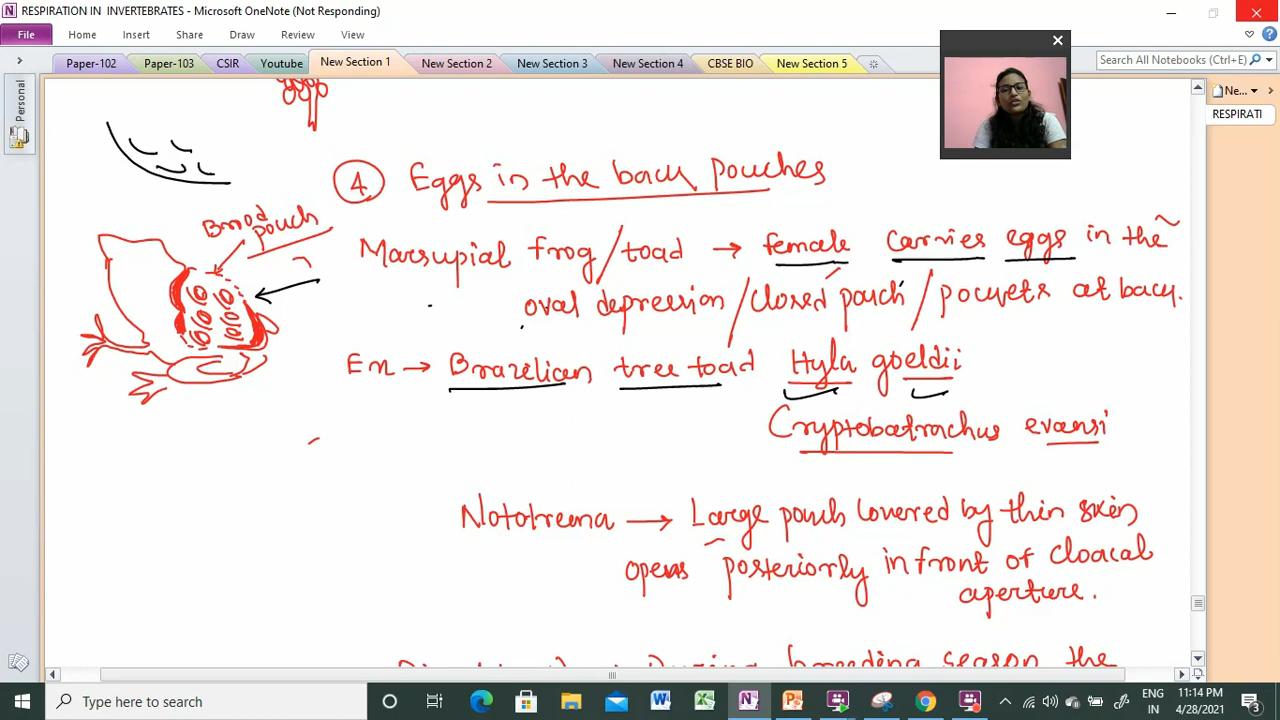 RESPIRATION IN INVERTEBRATES - Microsoft OneNote (Not Responding)
File Home Insert Share Draw Review View
Paper-102 Paper-103 CSIR Youtube New Section 1 New Section 2 New Section 3 New Section 4 CBSE BIO New Section 5 Search All Notebooks (Ctrl+E)
Personal
Ne...
RESPIRATI
4 Eggs in the back pouches
Brood pouch
Marsupial frog/toad → female carries eggs in the
oval depression/closed pouch/pockets at back.
Ex → Brazelian tree toad Hyla goeldii
Cryptobatrachus evansi
Nototrema → Large pouch covered by thin skin
opens posteriorly in front of cloacal
aperture.
During breeding season the
Type here to search
ENG 11:14 PM
IN 4/28/2021
3